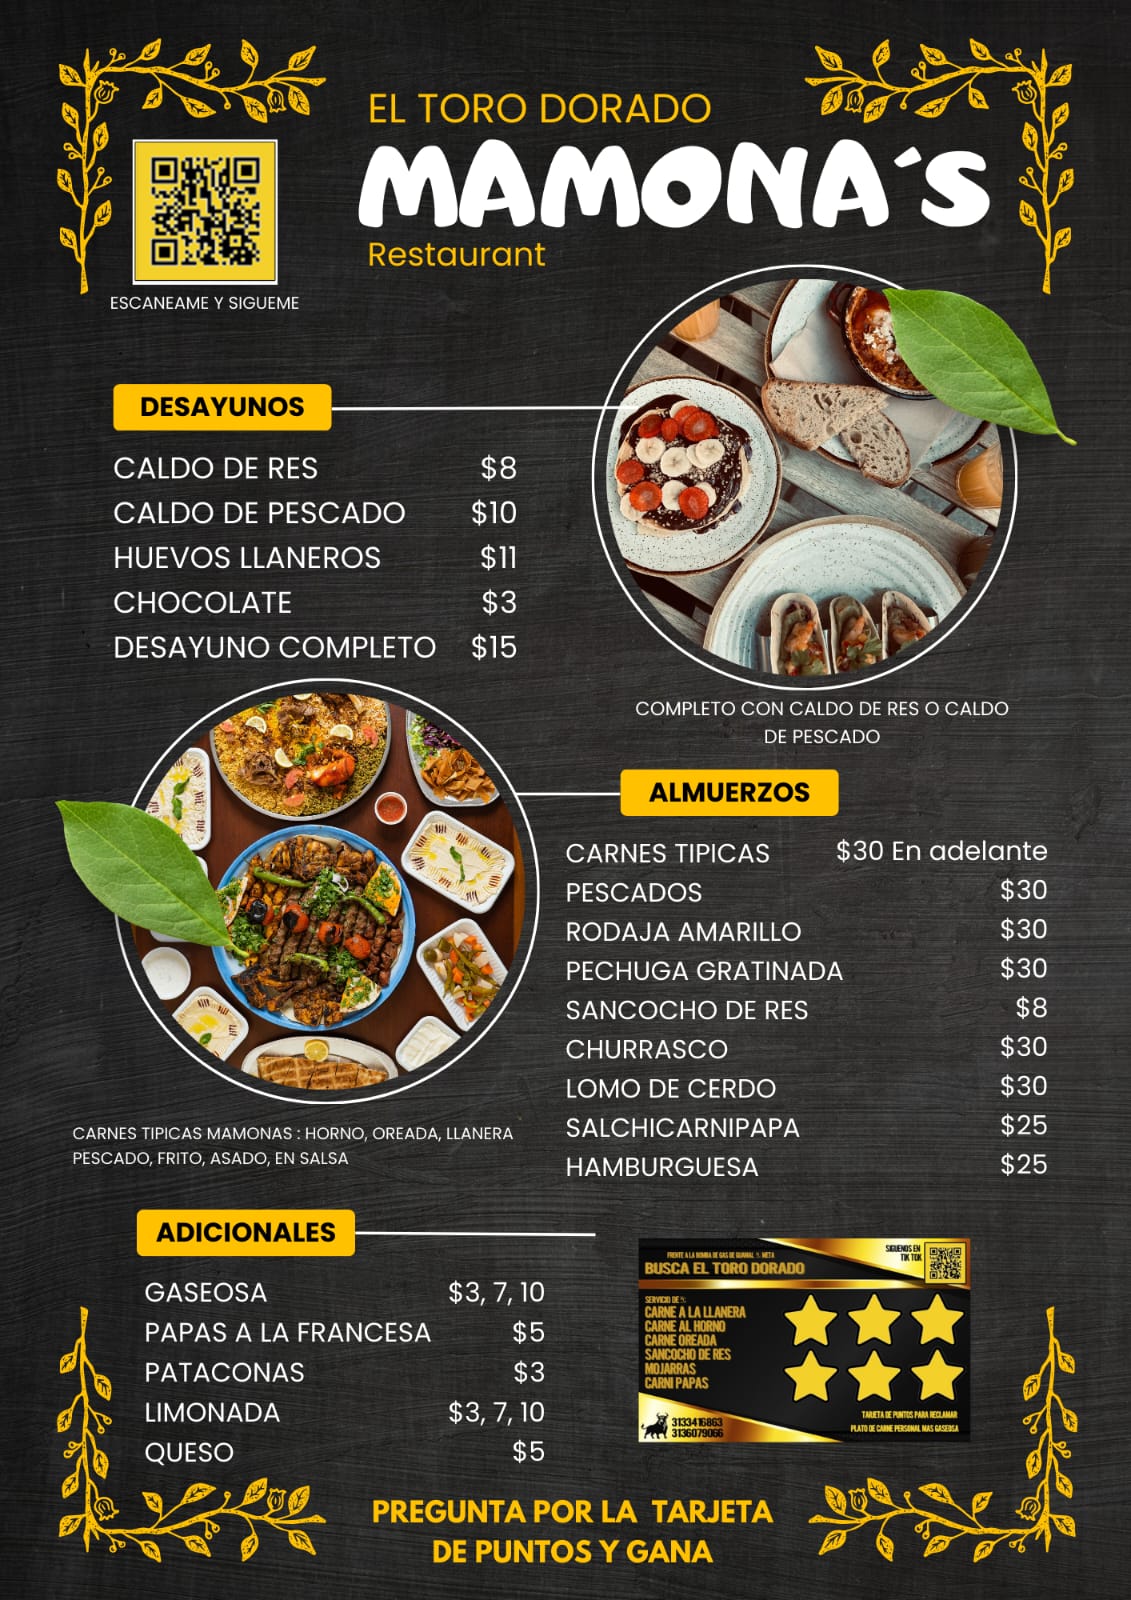 EL TORO DORADO
MAMONA´S
Restaurant
ESCANEAME Y SIGUEME
DESAYUNOS
CALDO DE RES $8
CALDO DE PESCADO $10
HUEVOS LLANEROS $11
CHOCOLATE $3
DESAYUNO COMPLETO $15
COMPLETO CON CALDO DE RES O CALDO
DE PESCADO
ALMUERZOS
CARNES TIPICAS $30 En adelante
PESCADOS $30
RODAJA AMARILLO $30
PECHUGA GRATINADA $30
SANCOCHO DE RES $8
CHURRASCO $30
LOMO DE CERDO $30
SALCHICARNIPAPA $25
HAMBURGUESA $25
CARNES TIPICAS MAMONAS : HORNO, OREADA, LLANERA
PESCADO, FRITO, ASADO, EN SALSA
ADICIONALES
GASEOSA $3, 7, 10
PAPAS A LA FRANCESA $5
PATACONAS $3
LIMONADA $3, 7, 10
QUESO $5
FRENTE A LA BOMBA DE GAS DE GUAMAL META
BUSCA EL TORO DORADO
SIGUENOS EN
TIK TOK
SERVICIO DE :
CARNE A LA LLANERA
CARNE AL HORNO
CARNE OREADA
SANCOCHO DE RES
MOJARRAS
CARNI PAPAS
3133416863
3136079066
TARJETA DE PUNTOS PARA RECLAMAR
PLATO DE CARNE PERSONAL MAS GASEOSA
PREGUNTA POR LA TARJETA
DE PUNTOS Y GANA